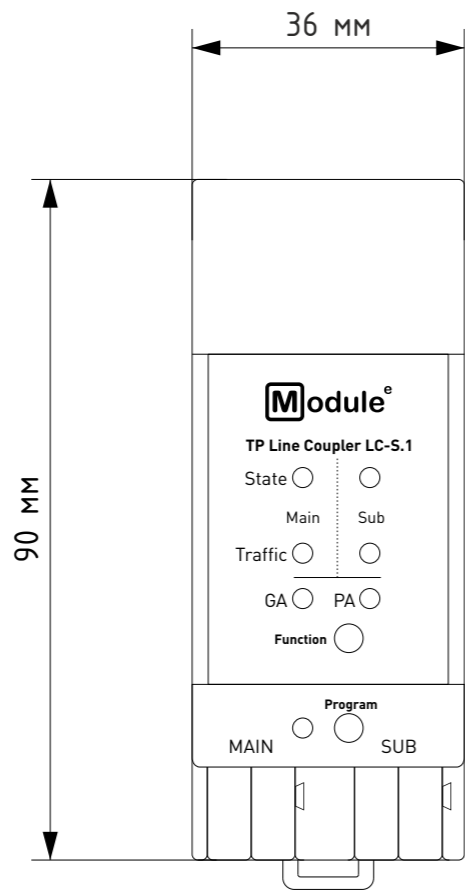 36 мм
90 мм
Module e
TP Line Coupler LC-S.1
State
Main Sub
Traffic
GA PA
Function
Program
MAIN SUB